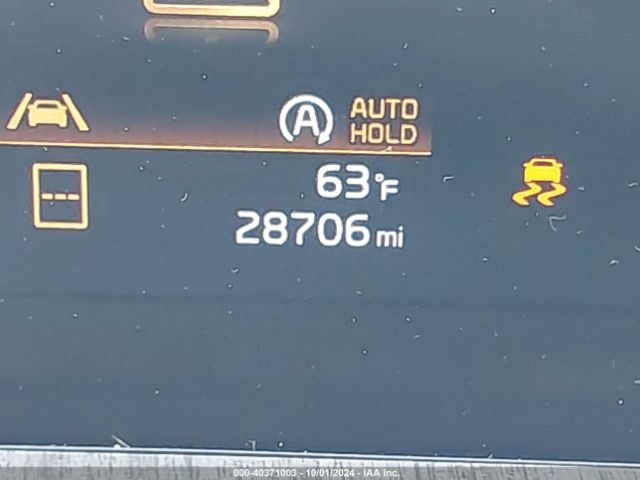 A
AUTO
HOLD
63°F
28706 mi
000-40371003 - 10/01/2024 - IAA Inc.